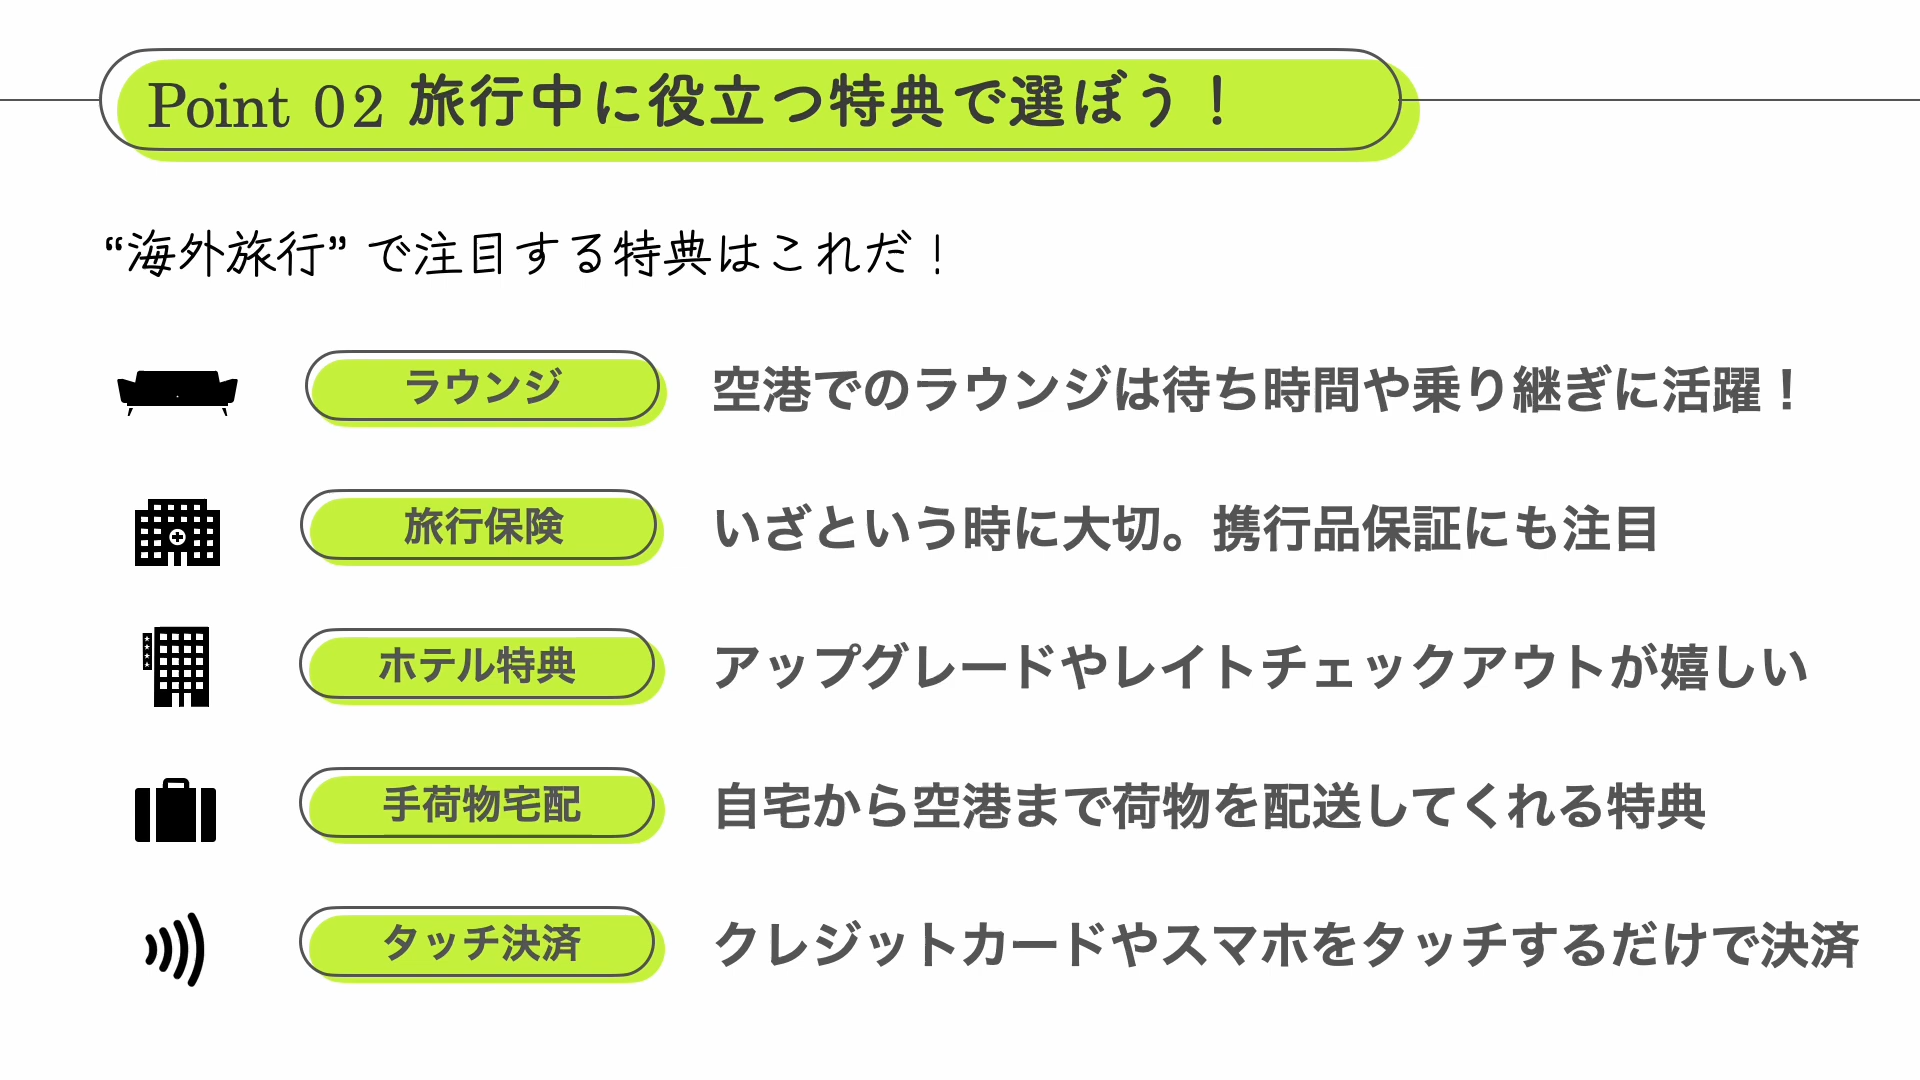 Point 02 旅行中に役立つ特典で選ぼう！
“海外旅行” で注目する特典はこれだ！
ラウンジ 空港でのラウンジは待ち時間や乗り継ぎに活躍！
旅行保険 いざという時に大切。携行品保証にも注目
ホテル特典 アップグレードやレイトチェックアウトが嬉しい
手荷物宅配 自宅から空港まで荷物を配送してくれる特典
タッチ決済 クレジットカードやスマホをタッチするだけで決済